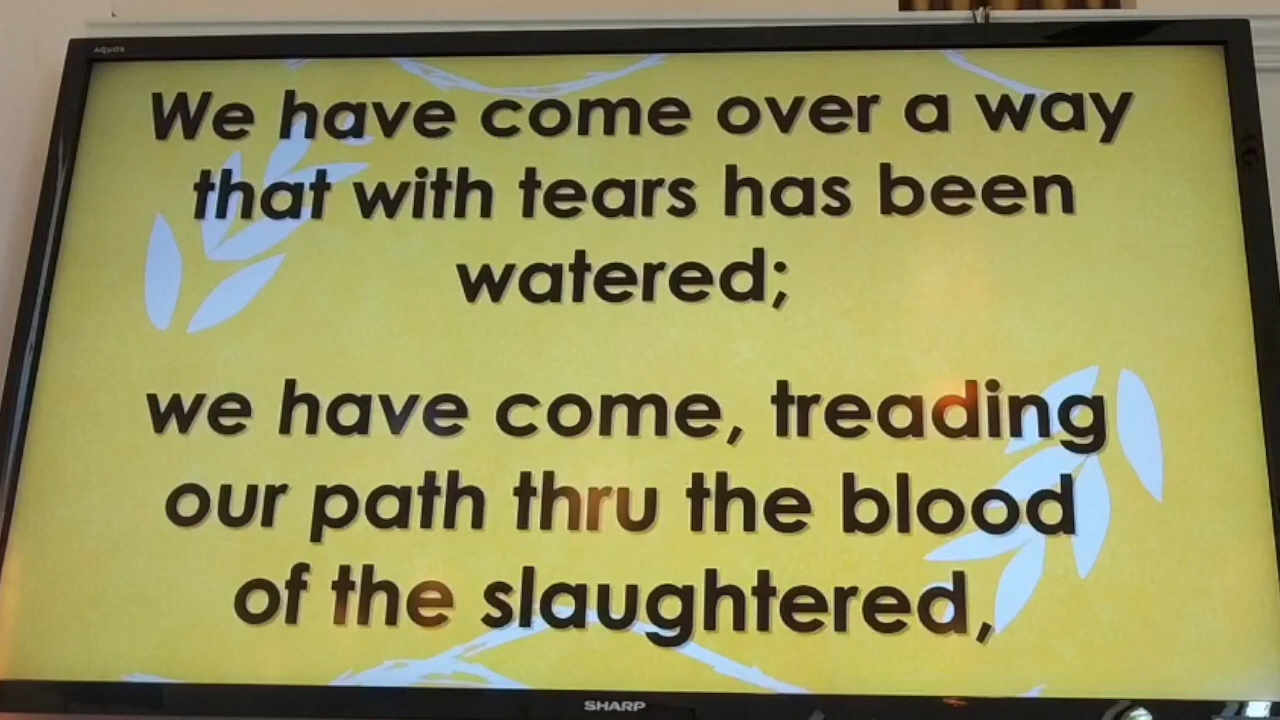 AQUOS
We have come over a way
that with tears has been
watered;
we have come, treading
our path thru the blood
of the slaughtered,
SHARP